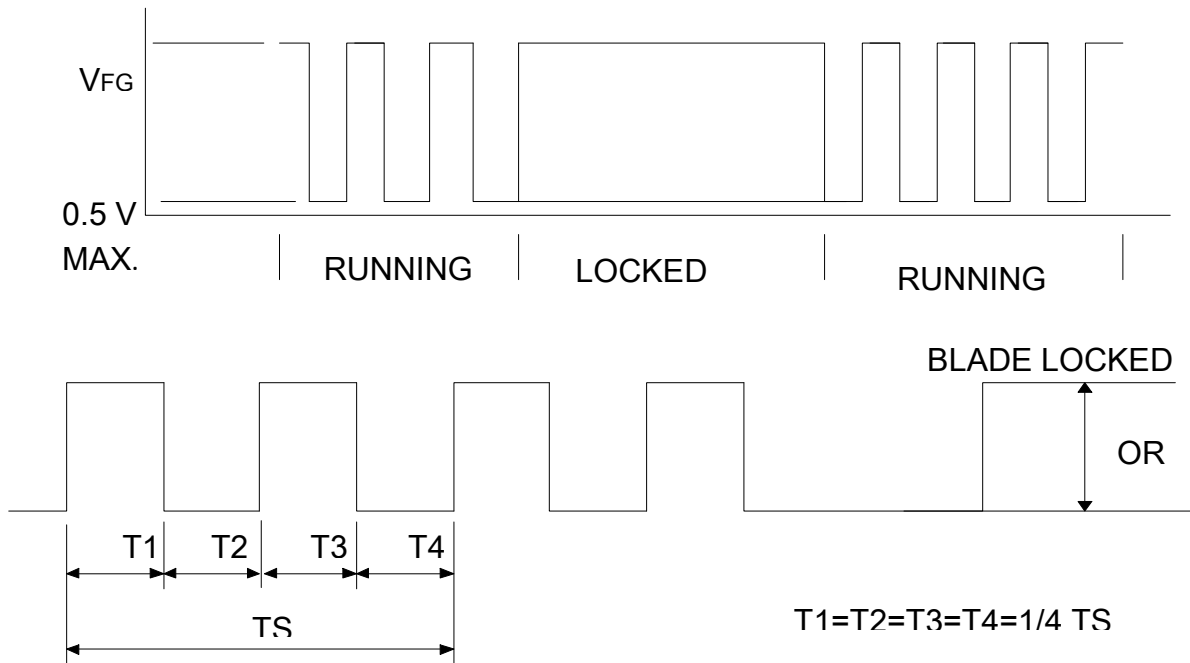 VFG
0.5 V
MAX.
RUNNING
LOCKED
RUNNING
BLADE LOCKED
OR
T1 T2 T3 T4
TS
T1=T2=T3=T4=1/4 TS